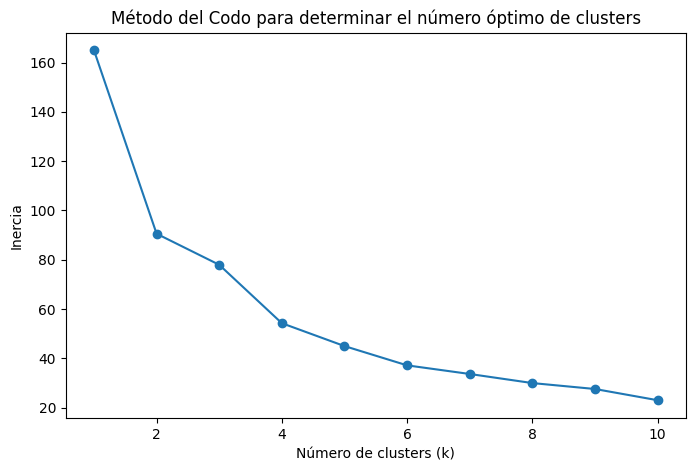 Método del Codo para determinar el número óptimo de clusters
Inercia
160
140
120
100
80
60
40
20
2 4 6 8 10
Número de clusters (k)